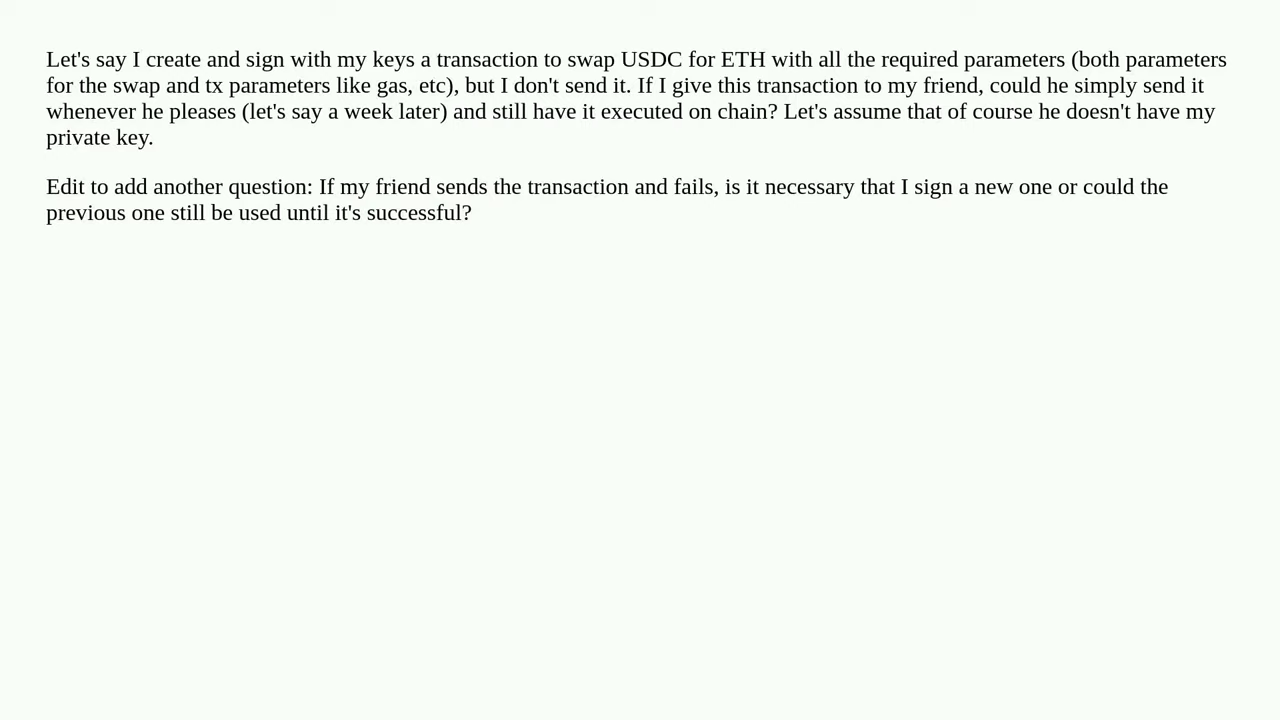 Let's say I create and sign with my keys a transaction to swap USDC for ETH with all the required parameters (both parameters
for the swap and tx parameters like gas, etc), but I don't send it. If I give this transaction to my friend, could he simply send it
whenever he pleases (let's say a week later) and still have it executed on chain? Let's assume that of course he doesn't have my
private key.
Edit to add another question: If my friend sends the transaction and fails, is it necessary that I sign a new one or could the
previous one still be used until it's successful?